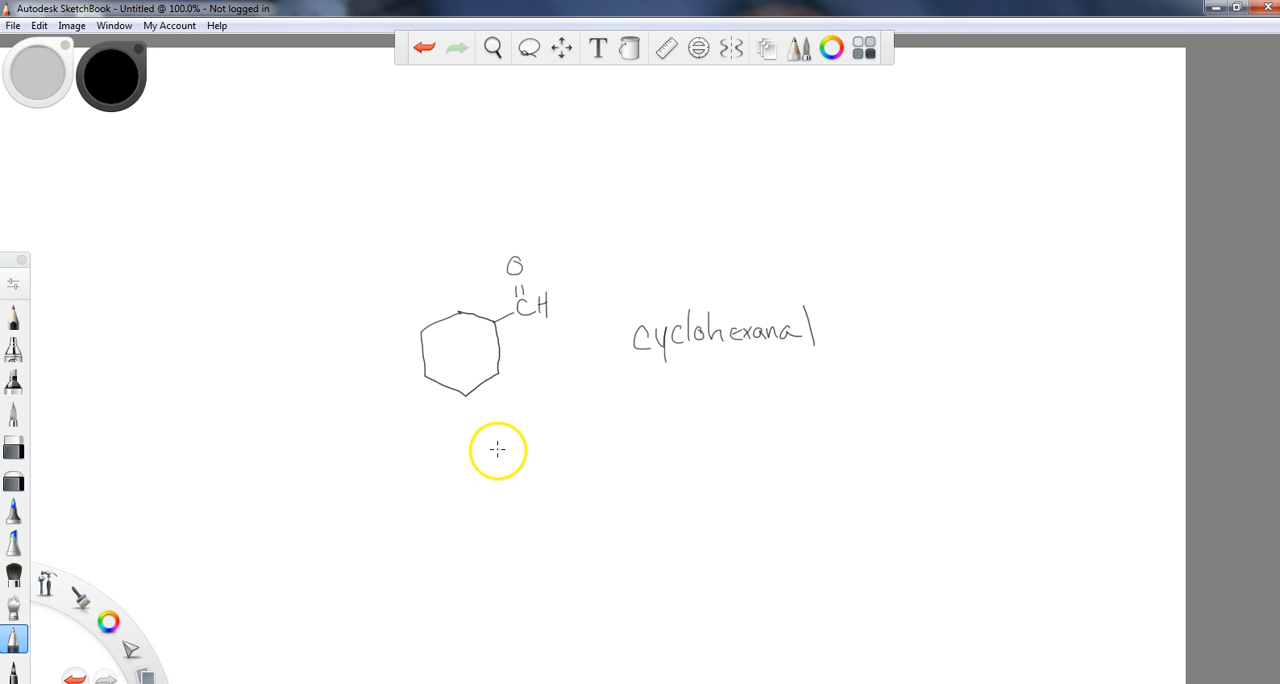 Autodesk SketchBook - Untitled @ 100.0% - Not logged in
File Edit Image Window My Account Help
T
O
CH
cyclohexanal